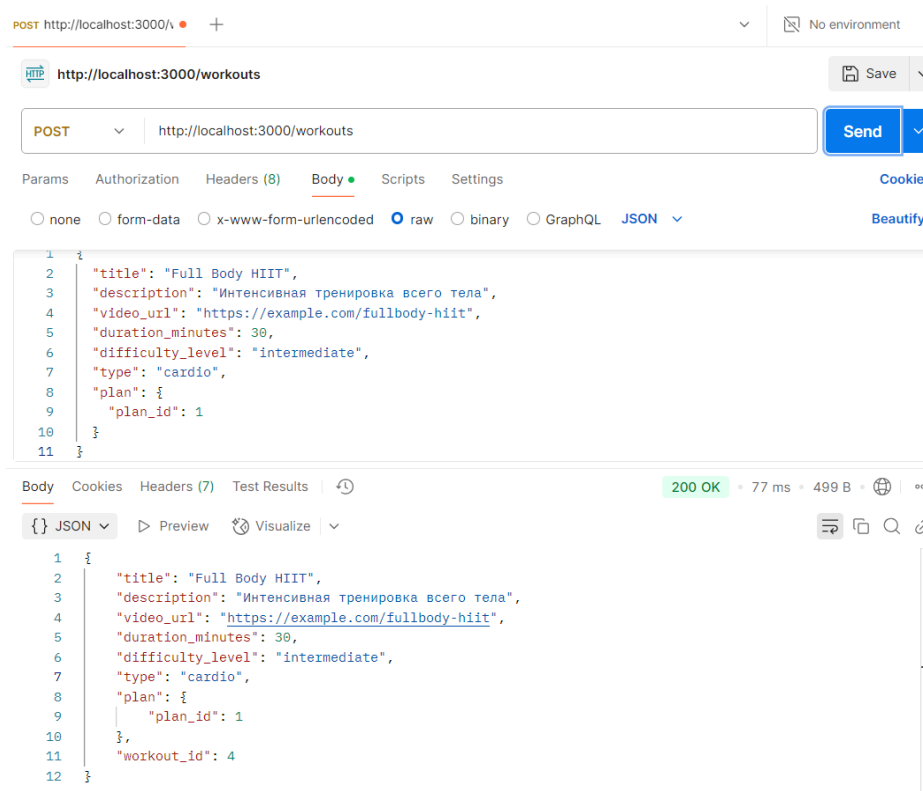 POST http://localhost:3000/
No environment
HTTP http://localhost:3000/workouts
Save
POST http://localhost:3000/workouts
Send
Params Authorization Headers (8) Body Scripts Settings
none form-data x-www-form-urlencoded raw binary GraphQL JSON
1 {
2 "title": "Full Body HIIT",
3 "description": "Интенсивная тренировка всего тела",
4 "video_url": "https://example.com/fullbody-hiit",
5 "duration_minutes": 30,
6 "difficulty_level": "intermediate",
7 "type": "cardio",
8 "plan": {
9 "plan_id": 1
10 }
11 }
Body Cookies Headers (7) Test Results 200 OK • 77 ms • 499 B
{} JSON Preview Visualize
1 {
2 "title": "Full Body HIIT",
3 "description": "Интенсивная тренировка всего тела",
4 "video_url": "https://example.com/fullbody-hiit",
5 "duration_minutes": 30,
6 "difficulty_level": "intermediate",
7 "type": "cardio",
8 "plan": {
9 "plan_id": 1
10 },
11 "workout_id": 4
12 }